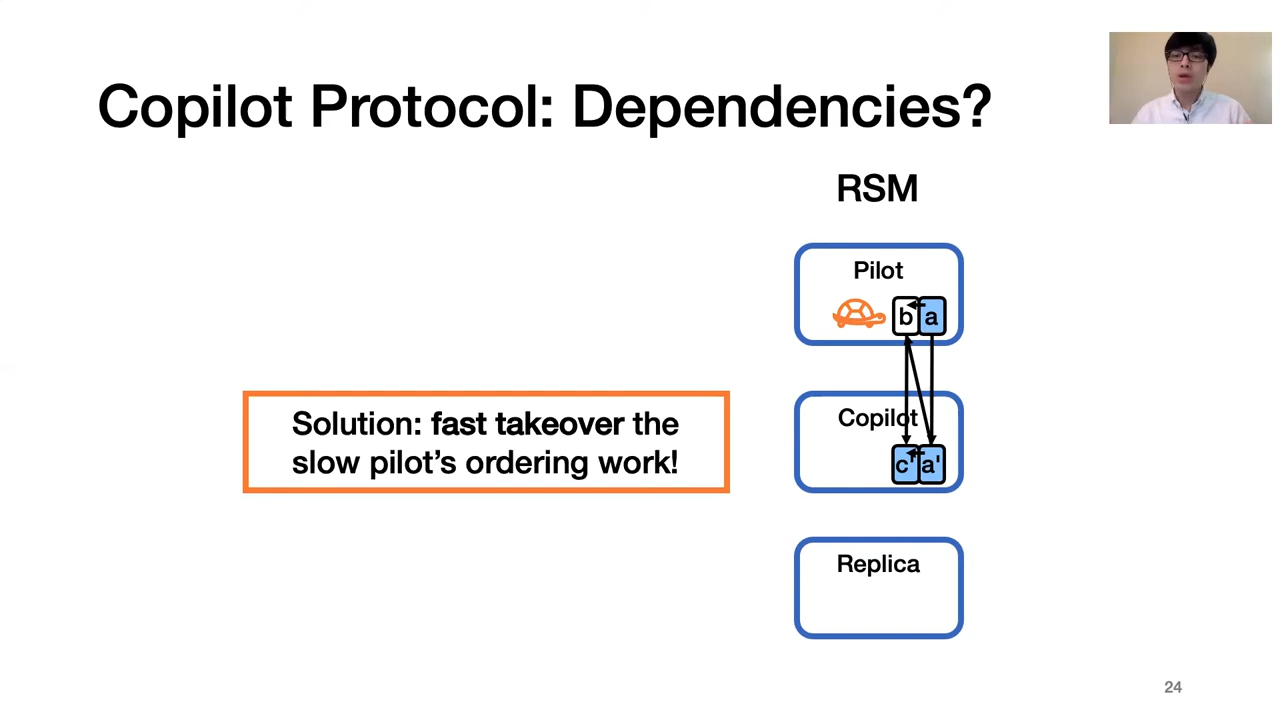 Copilot Protocol: Dependencies?
RSM
Pilot
b a
Solution: fast takeover the
slow pilot's ordering work!
Copilot
c' a'
Replica
24